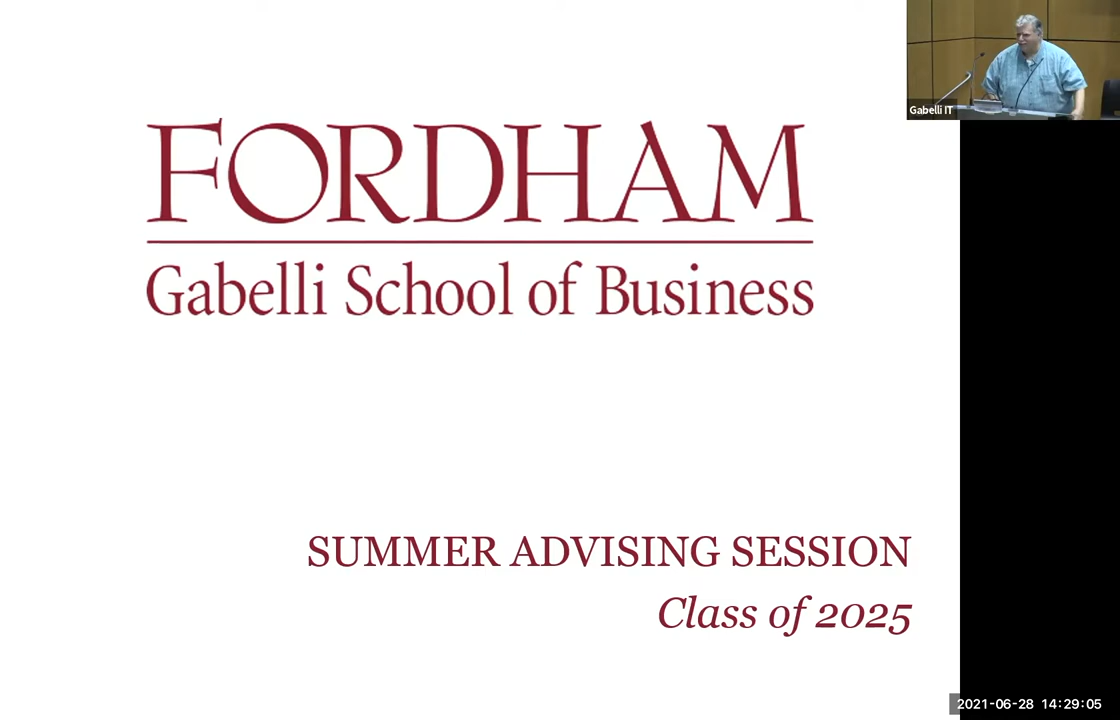 Gabelli IT
FORDHAM
Gabelli School of Business
SUMMER ADVISING SESSION
Class of 2025
2021-06-28 14:29:05